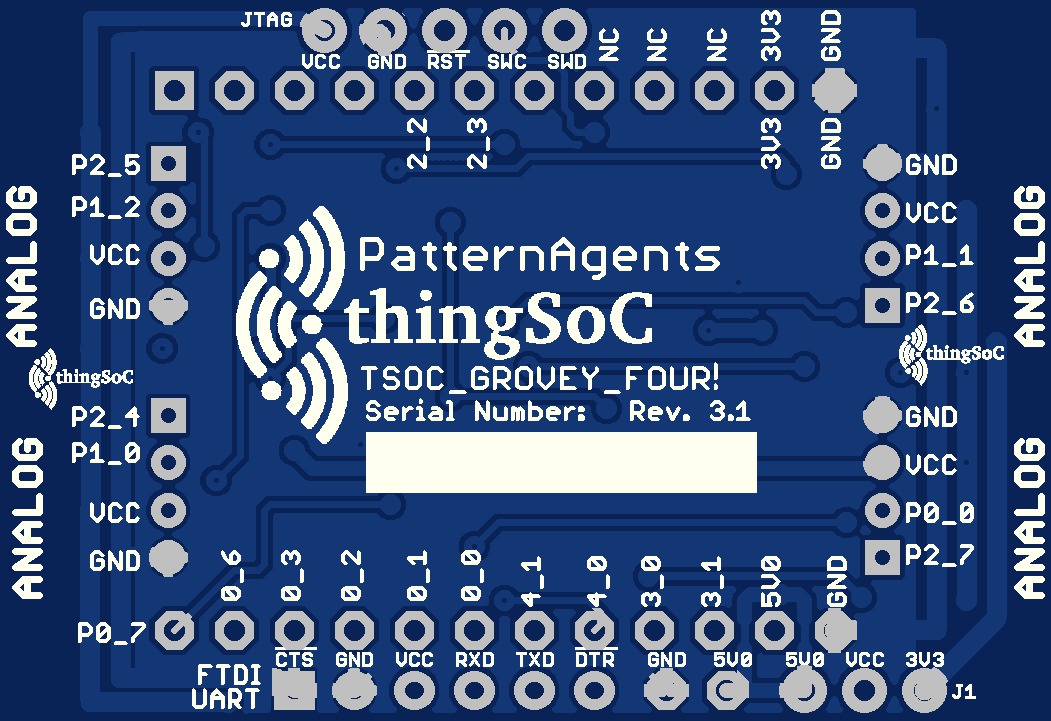 JTAG
VCC GND RST SWC SWD NC NC NC 3V3 GND
2_2 2_3 3V3 GND
ANALOG
P2_5
P1_2
VCC
GND
thingSoC
ANALOG
P2_4
P1_0
VCC
GND
PatternAgents
thingSoC
TSOC_GROVEY_FOUR!
Serial Number: Rev. 3.1
GND
VCC
P1_1
P2_6
ANALOG
thingSoC
GND
VCC
P0_0
P2_7
ANALOG
0_6 0_3 0_2 0_1 0_0 4_1 4_0 3_0 3_1 5V0 GND
P0_7
CTS GND VCC RXD TXD DTR GND 5V0 5V0 VCC 3V3
FTDI
UART
J1